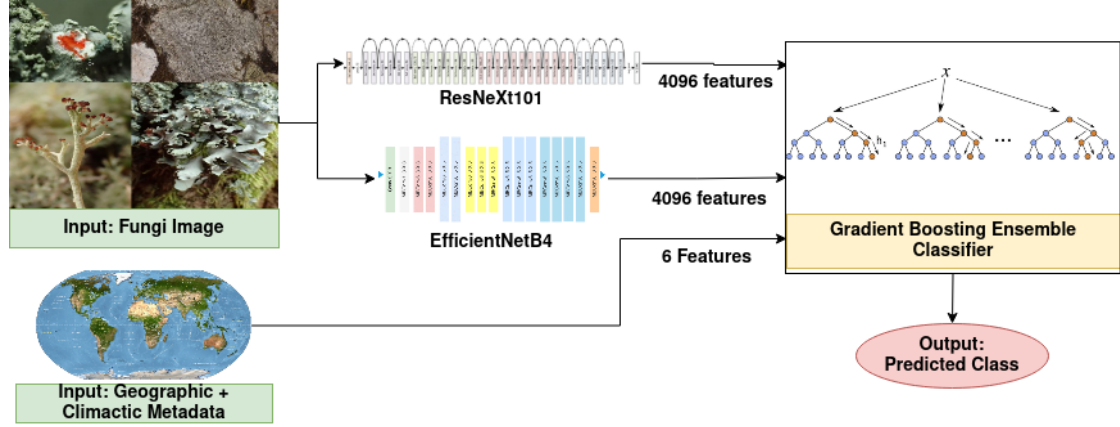 ResNeXt101
4096 features
x
h1
...
Input: Fungi Image
EfficientNetB4
4096 features
Gradient Boosting Ensemble
Classifier
6 Features
Output:
Predicted Class
Input: Geographic +
Climactic Metadata